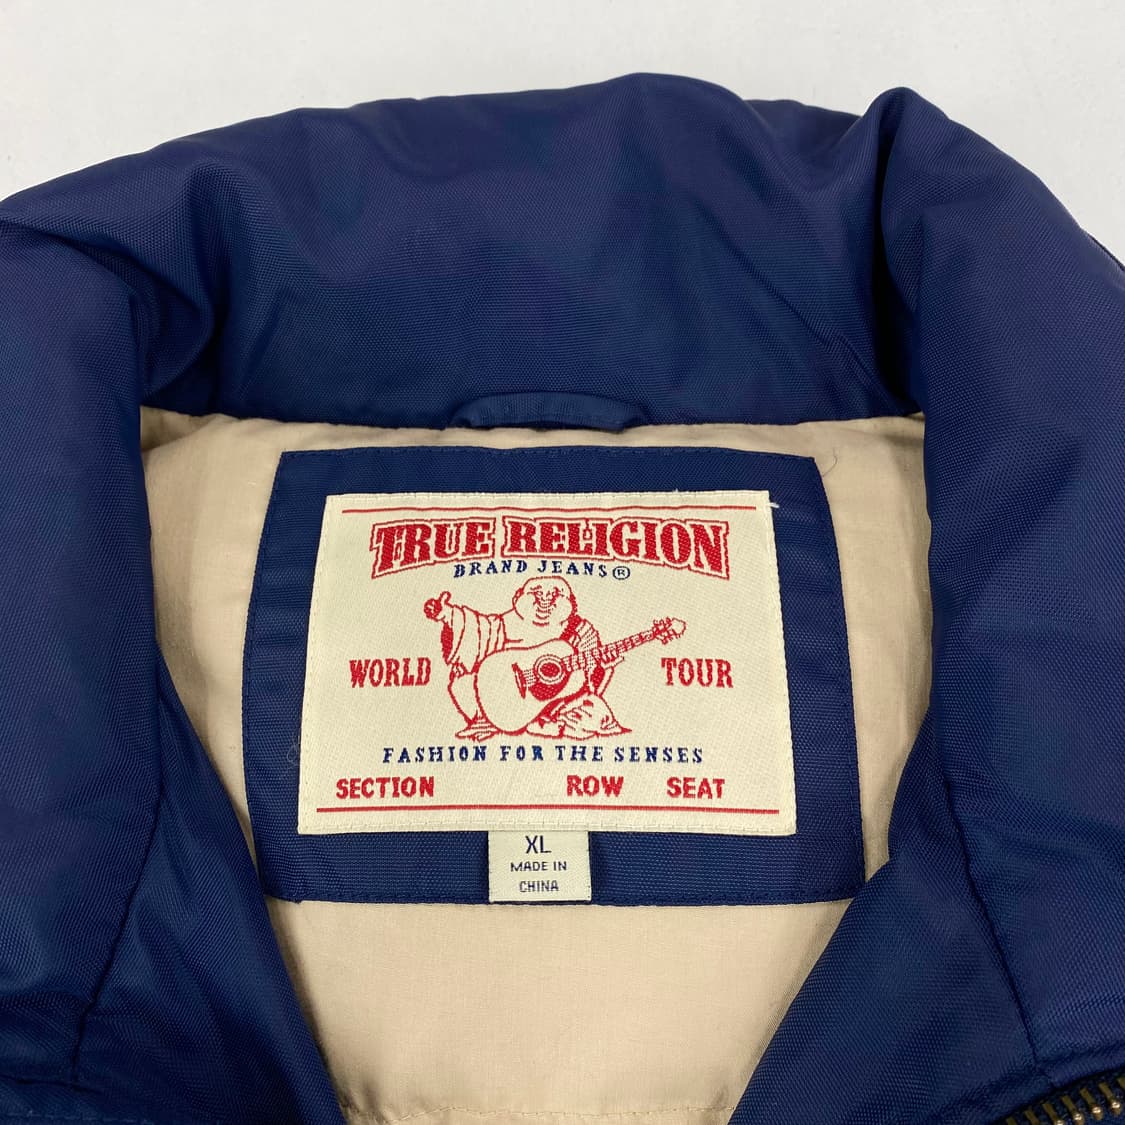 TRUE RELIGION
BRAND JEANS®
WORLD TOUR
FASHION FOR THE SENSES
SECTION ROW SEAT
XL
MADE IN
CHINA